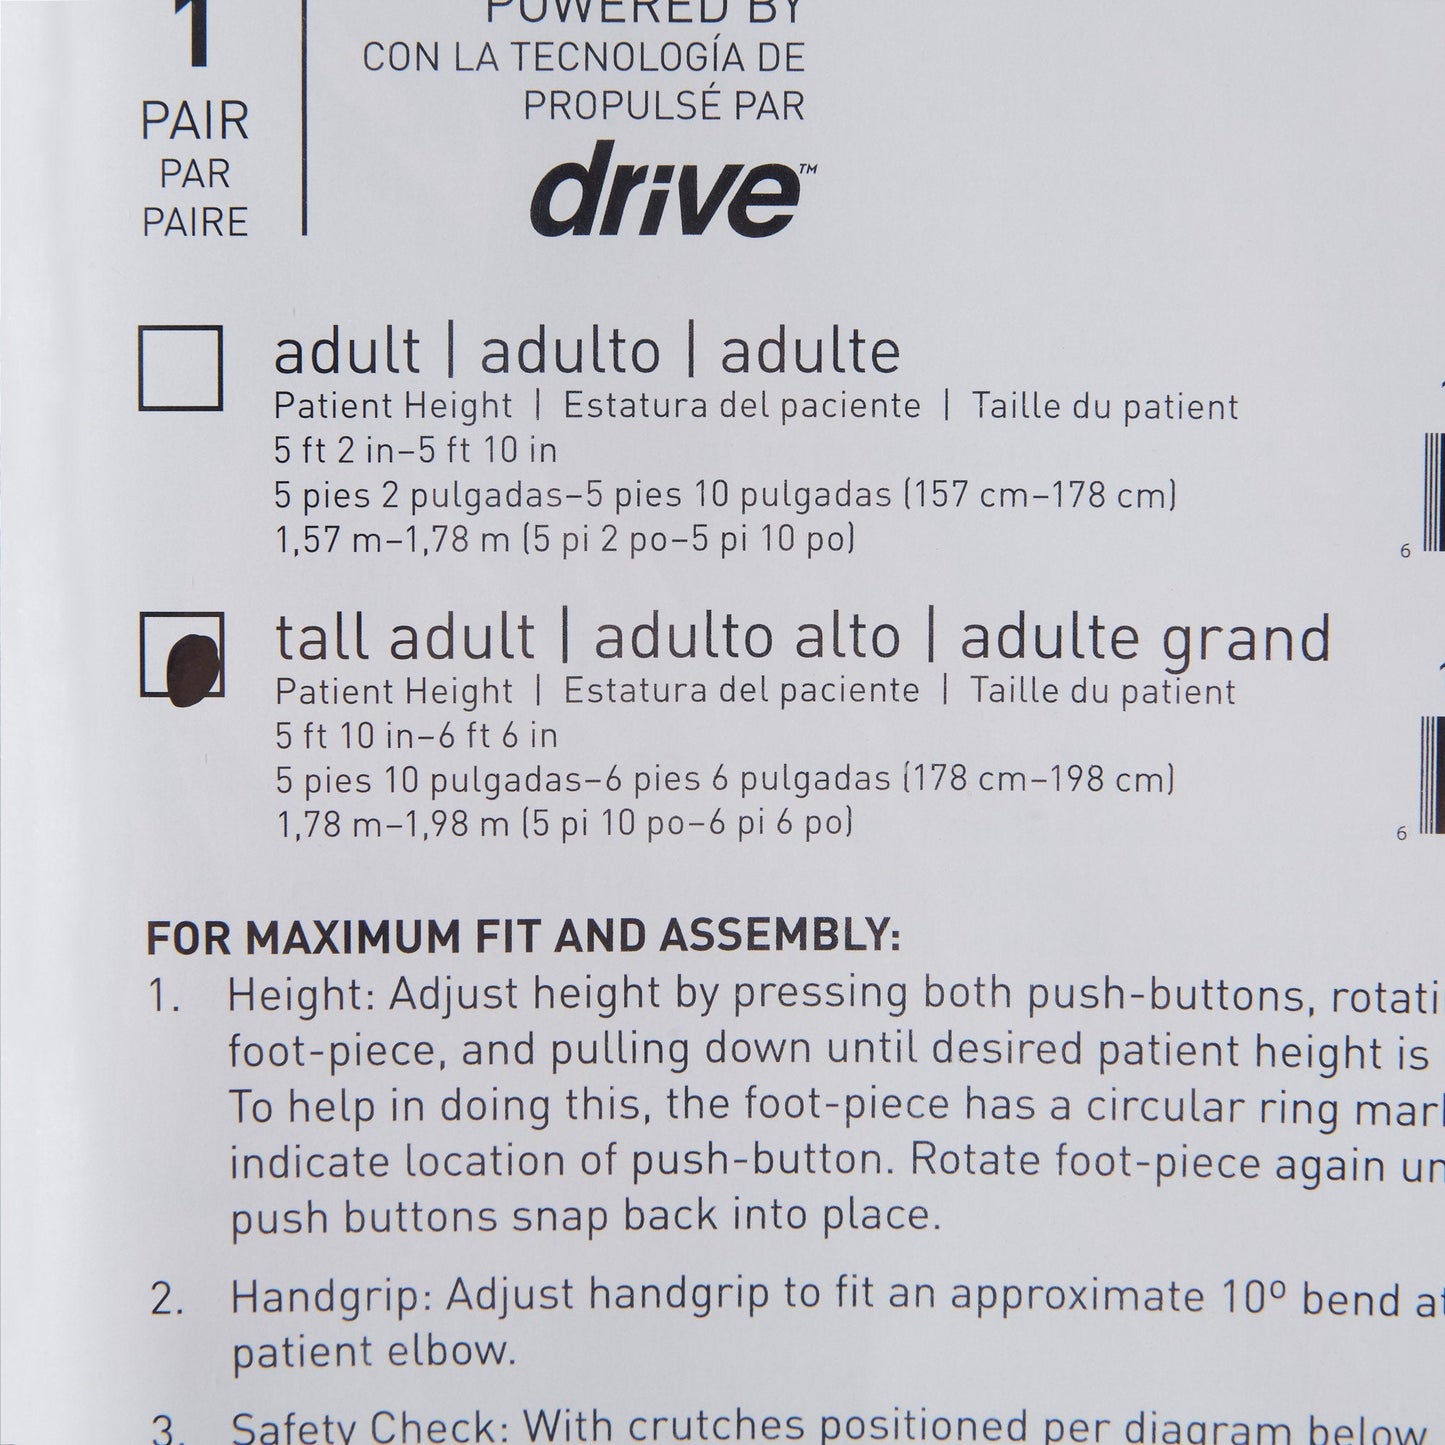 1
PAIR
PAR
PAIRE
POWERED BY
CON LA TECNOLOGÍA DE
PROPULSÉ PAR
drive™
adult | adulto | adulte
Patient Height | Estatura del paciente | Taille du patient
5 ft 2 in–5 ft 10 in
5 pies 2 pulgadas–5 pies 10 pulgadas (157 cm–178 cm)
1,57 m–1,78 m (5 pi 2 po–5 pi 10 po)
6
tall adult | adulto alto | adulte grand
Patient Height | Estatura del paciente | Taille du patient
5 ft 10 in–6 ft 6 in
5 pies 10 pulgadas–6 pies 6 pulgadas (178 cm–198 cm)
1,78 m–1,98 m (5 pi 10 po–6 pi 6 po)
6
FOR MAXIMUM FIT AND ASSEMBLY:
1. Height: Adjust height by pressing both push-buttons,
foot-piece, and pulling down until desired patient height is
To help in doing this, the foot-piece has a circular ring
indicate location of push-button. Rotate foot-piece again
push buttons snap back into place.
2. Handgrip: Adjust handgrip to fit an approximate 10º bend
patient elbow.
3. Safety Check: With crutches positioned per diagram below